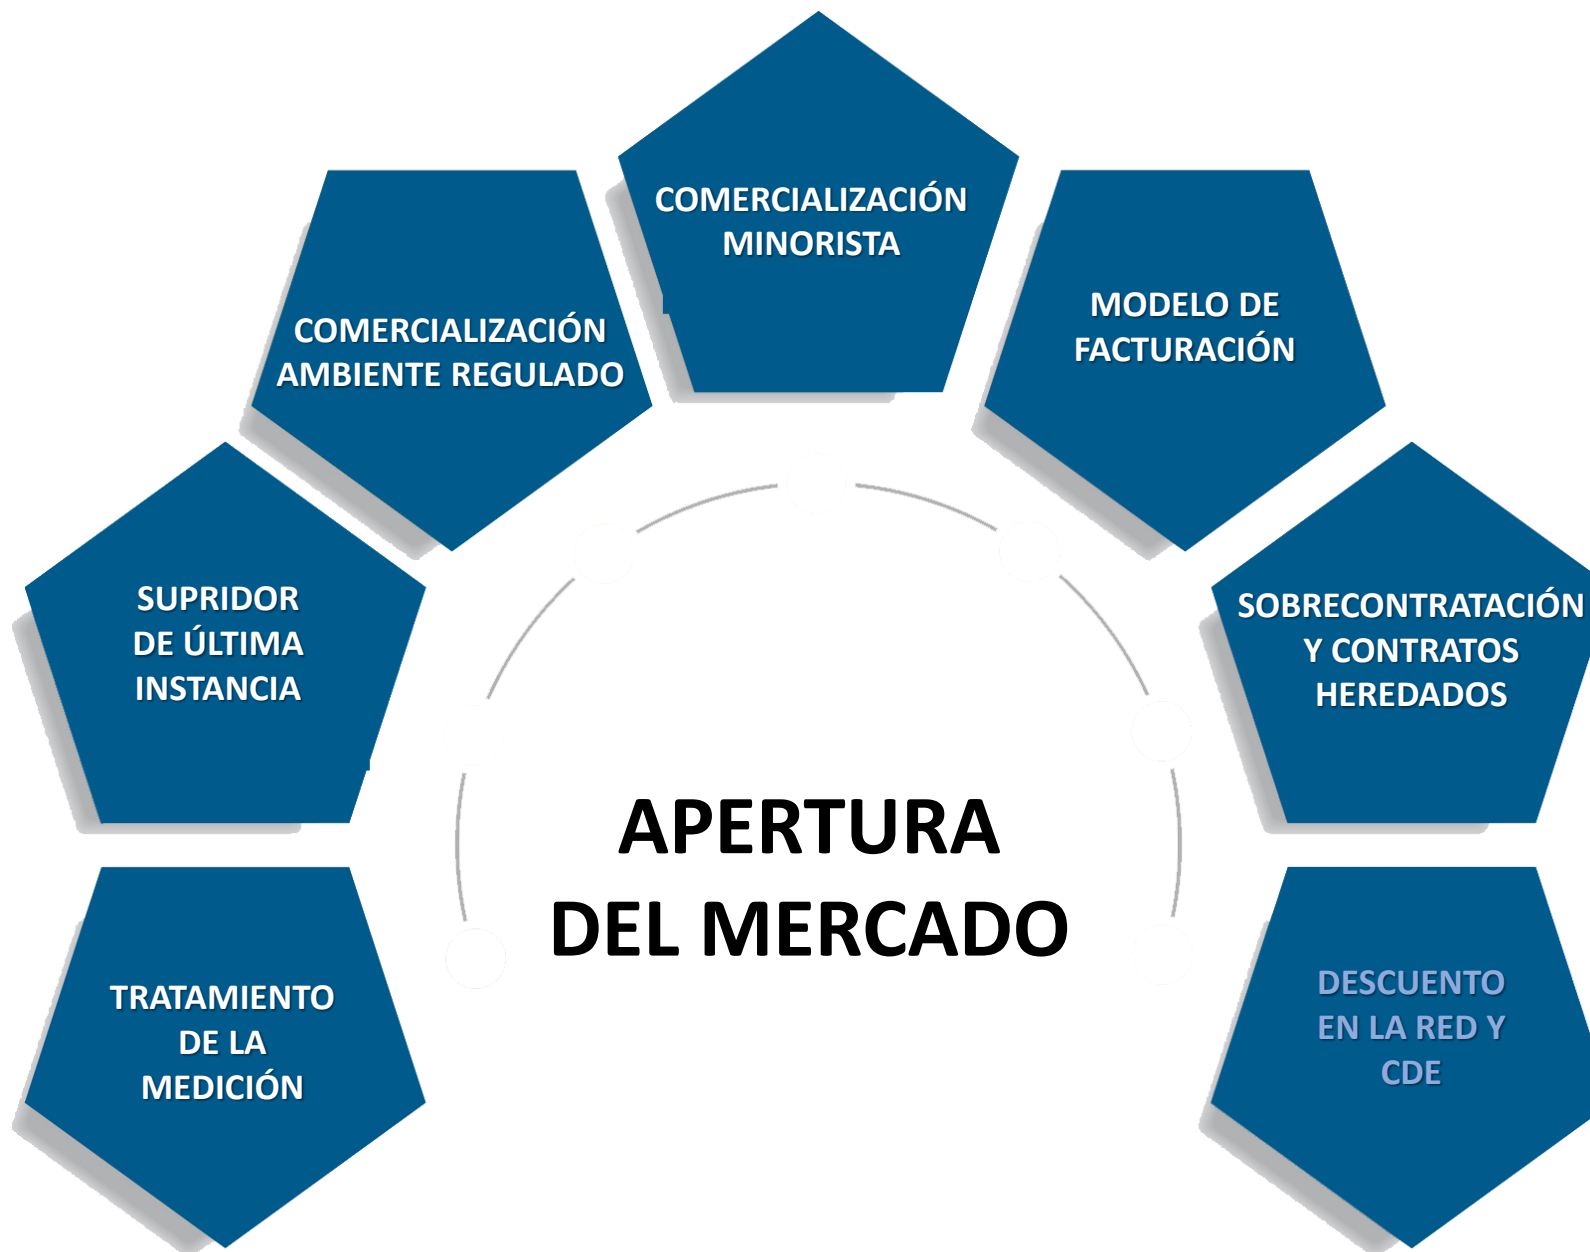 COMERCIALIZACIÓN
MINORISTA
COMERCIALIZACIÓN
AMBIENTE REGULADO
MODELO DE
FACTURACIÓN
SUPRIDOR
DE ÚLTIMA
INSTANCIA
SOBRECONTRATACIÓN
Y CONTRATOS
HEREDADOS
APERTURA
DEL MERCADO
TRATAMIENTO
DE LA
MEDICIÓN
DESCUENTO
EN LA RED Y
CDE